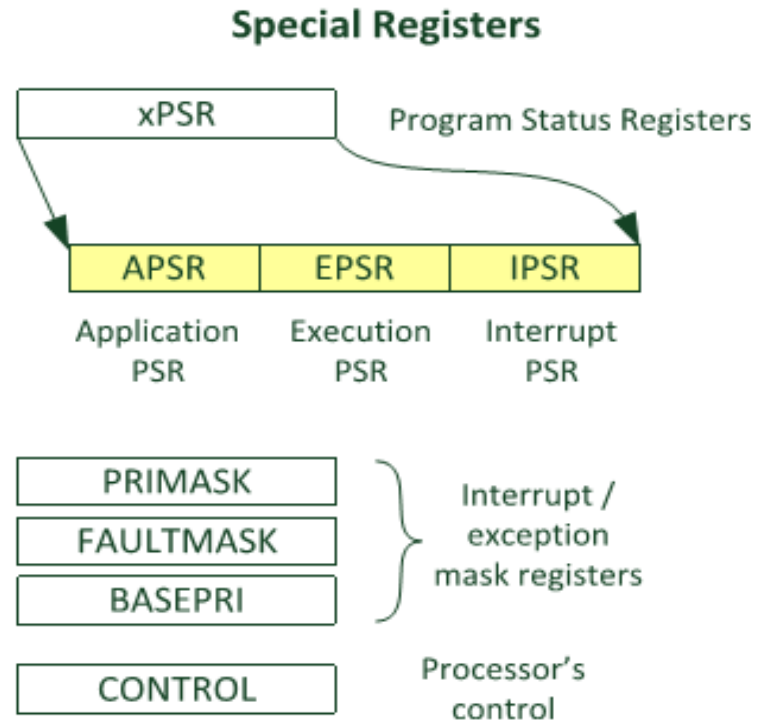 Special Registers
xPSR
Program Status Registers
APSR
EPSR
IPSR
Application
PSR
Execution
PSR
Interrupt
PSR
PRIMASK
FAULTMASK
BASEPRI
Interrupt /
exception
mask registers
CONTROL
Processor's
control